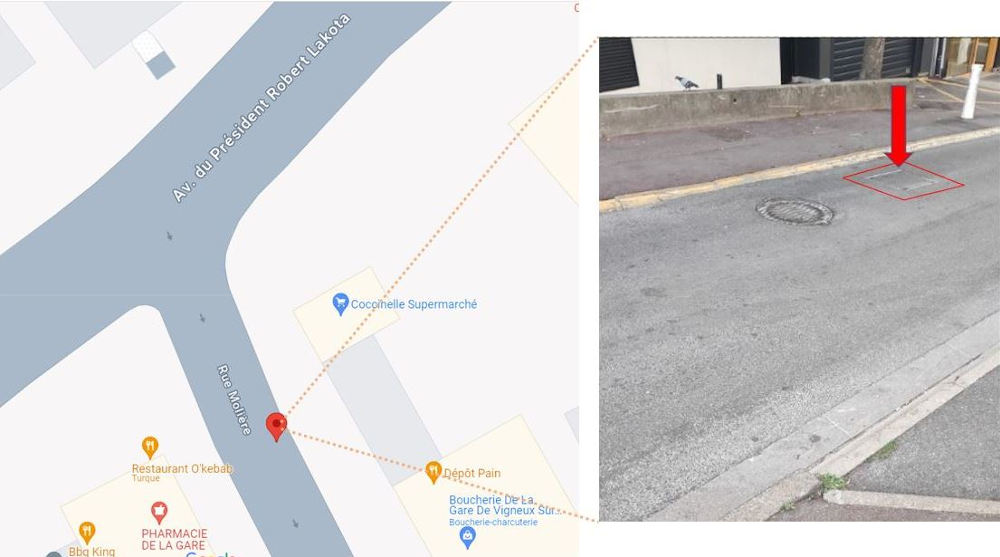 Av. du Président Robert Lakota
Coccinelle Supermarché
Rue Molière
Restaurant O'kebab
Turque
Dépôt Pain
Boucherie De La
Gare De Vigneux Sur...
Boucherie-charcuterie
PHARMACIE
DE LA GARE
Bbq King
Google